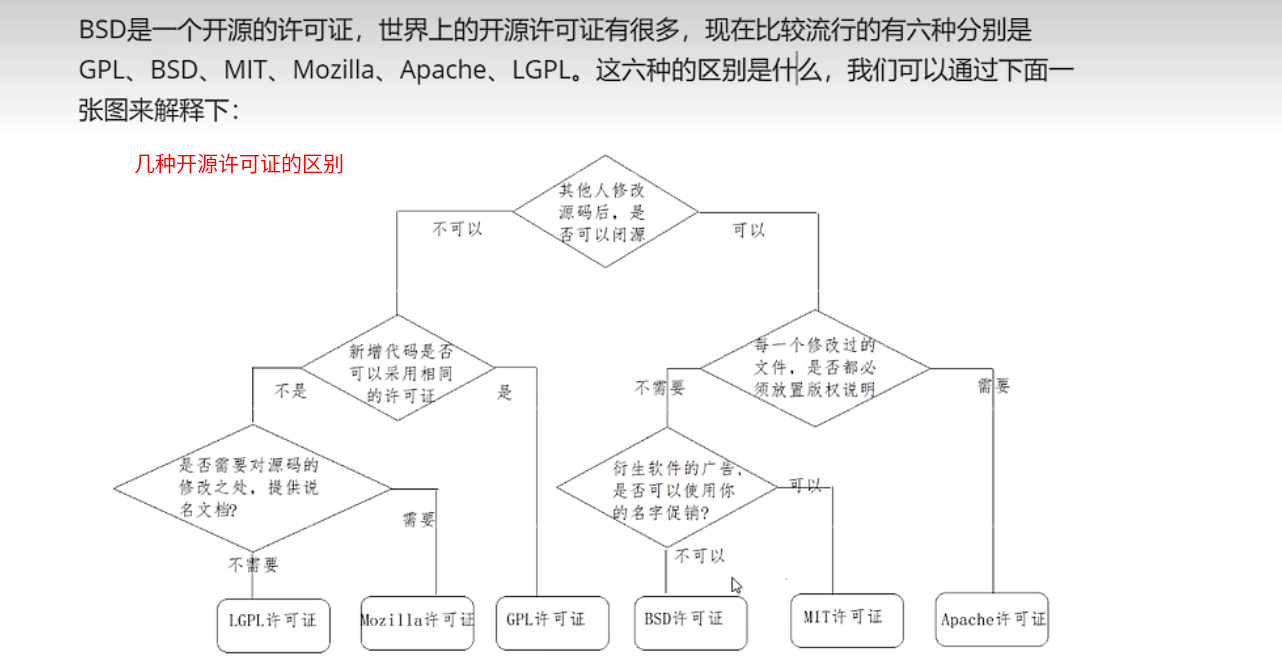 BSD是一个开源的许可证，世界上的开源许可证有很多，现在比较流行的有六种分别是
GPL、BSD、MIT、Mozilla、Apache、LGPL。这六种的区别是什么，我们可以通过下面一
张图来解释下：
几种开源许可证的区别
其他人修改
源码后，是
否可以闭源
不可以
可以
新增代码是否
可以采用相同
的许可证
不是
是
每一个修改过的
文件，是否都必
须放置版权说明
不需要
需要
是否需要对源码的
修改之处，提供说
名文档?
需要
不需要
衍生软件的广告，
是否可以使用你
的名字促销?
可以
不可以
LGPL许可证
Mozilla许可证
GPL许可证
BSD许可证
MIT许可证
Apache许可证